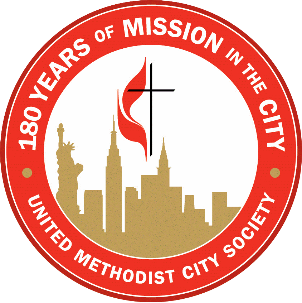 180 YEARS OF MISSION IN THE CITY
UNITED METHODIST CITY SOCIETY